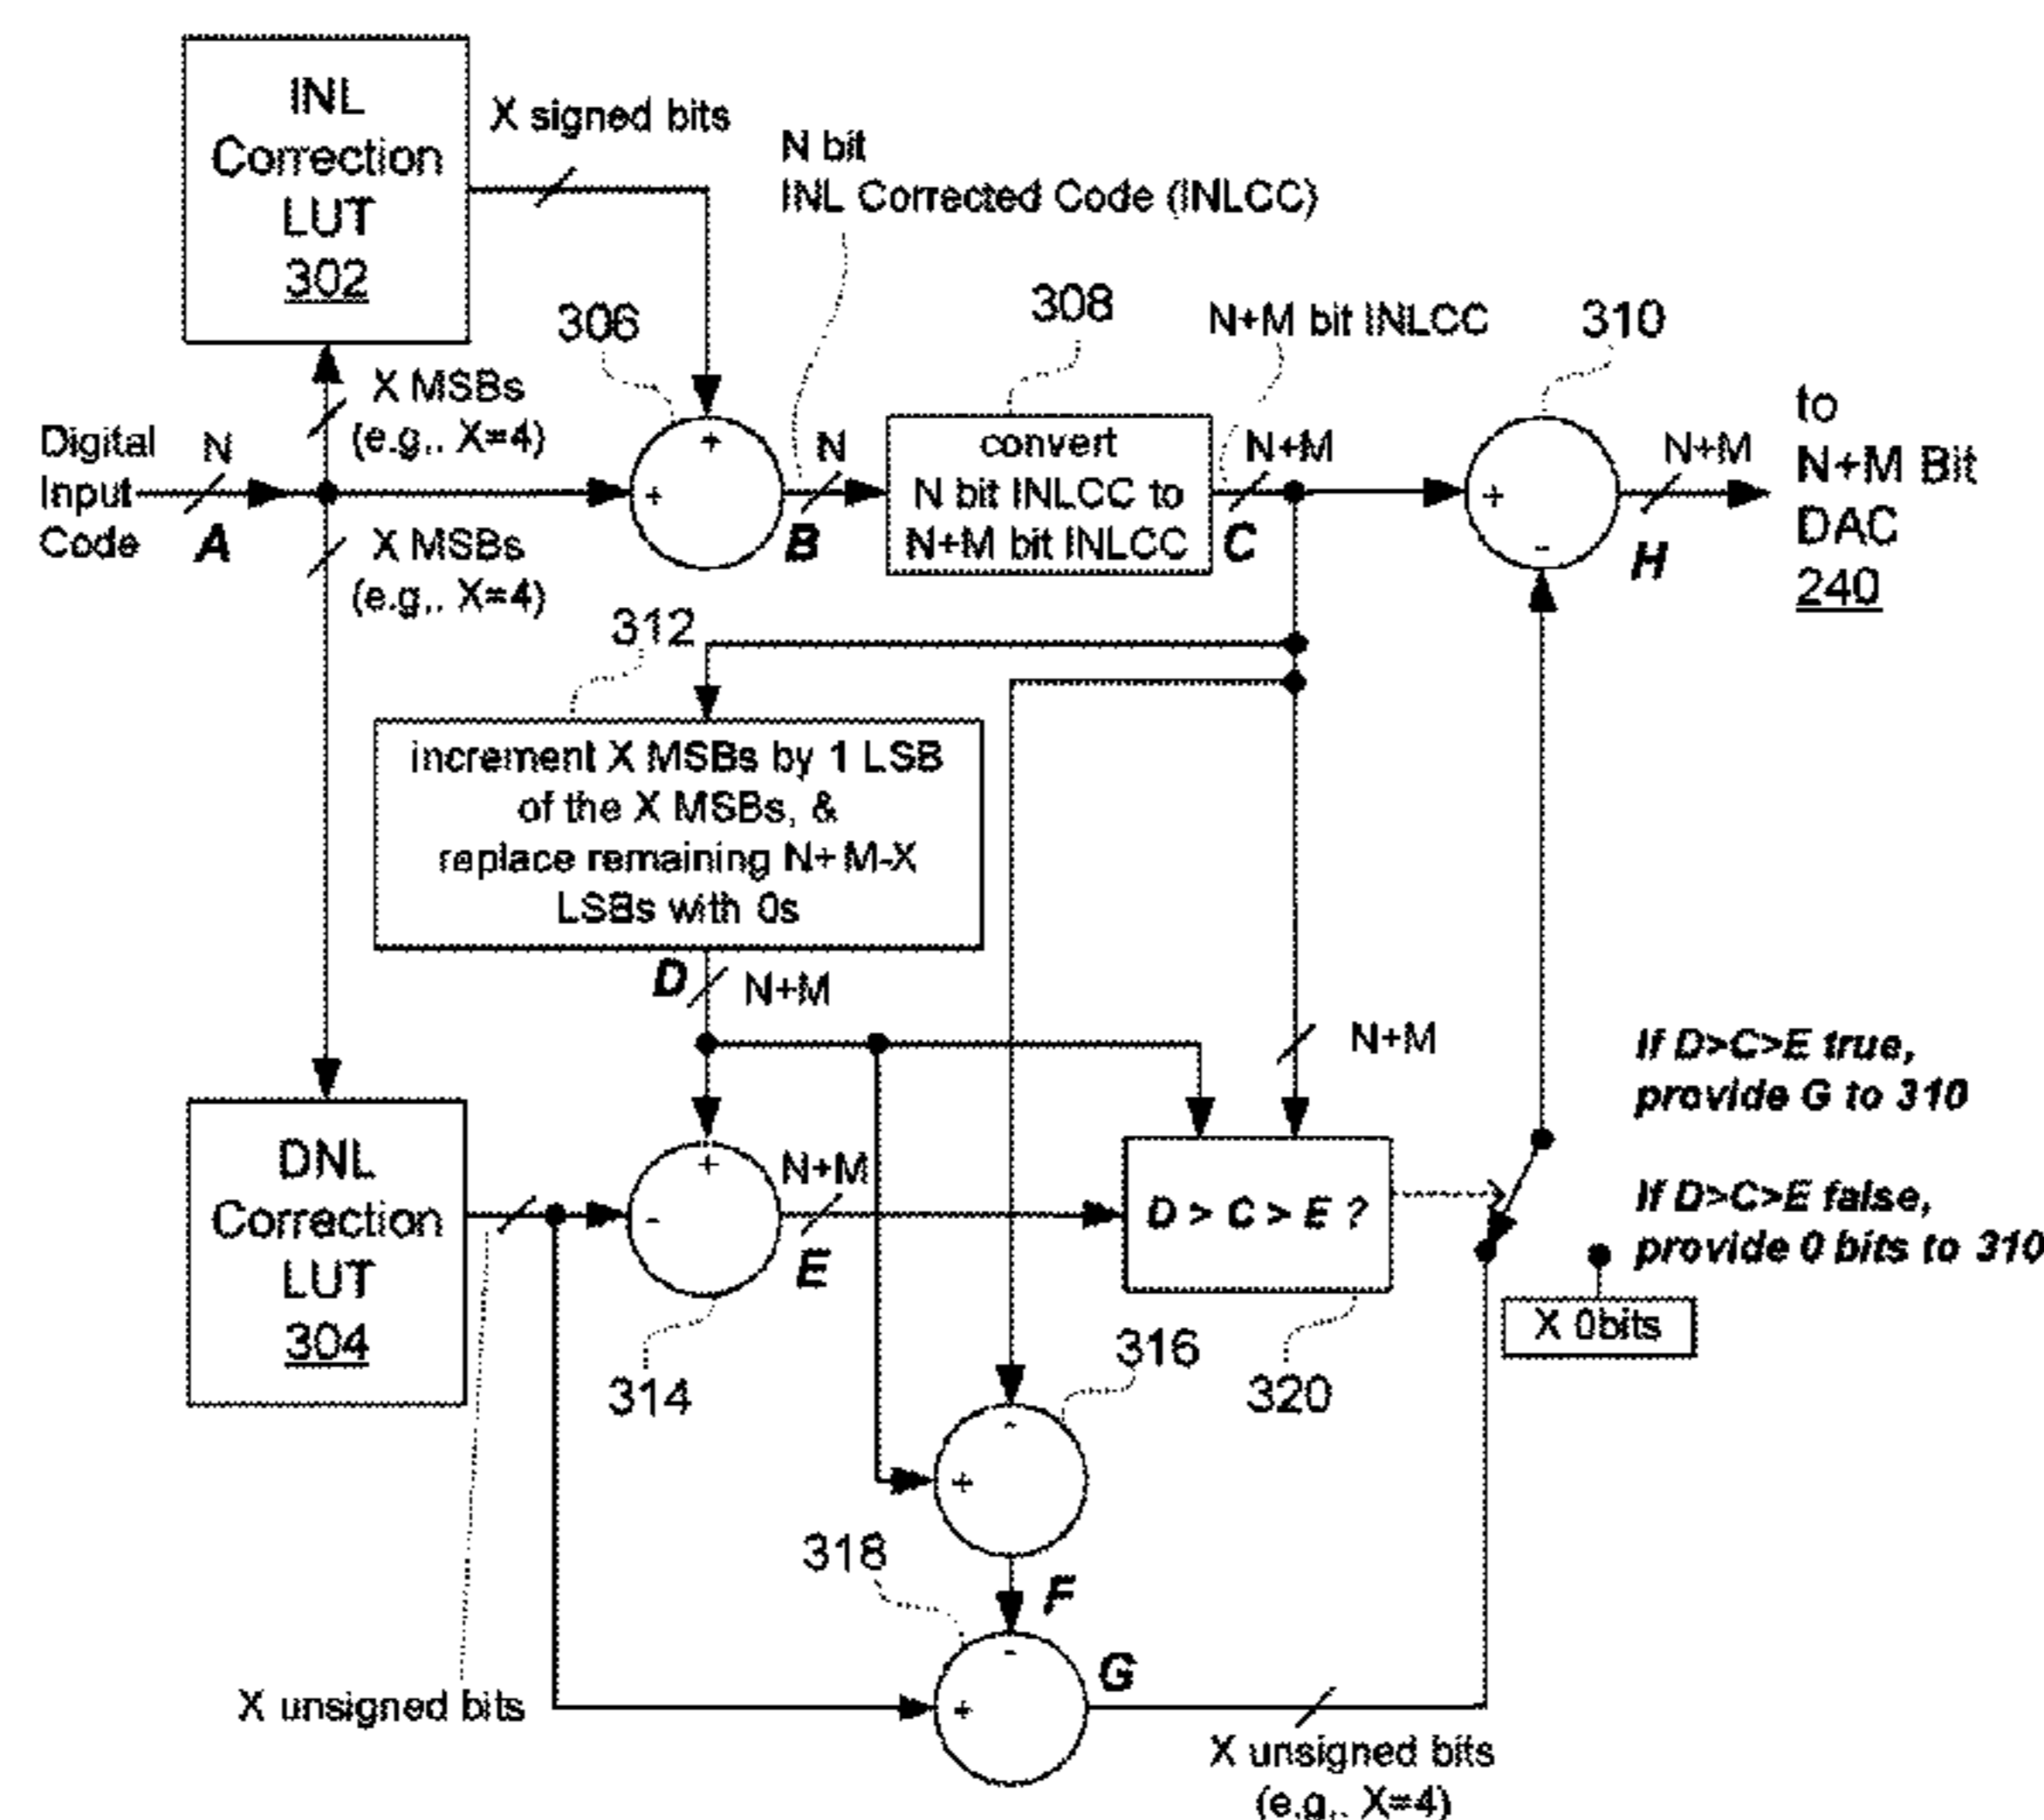 INL
Correction
LUT
302
X signed bits
N bit
INL Corrected Code (INLCC)
306
308
N+M bit INLCC
310
X MSBs
(e.g,. X=4)
Digital
Input
Code
N
A
X MSBs
(e.g,. X=4)
+
+
N
B
convert
N bit INLCC to
N+M bit INLCC
N+M
C
+
-
N+M
H
to
N+M Bit
DAC
240
312
increment X MSBs by 1 LSB
of the X MSBs, &
replace remaining N+M-X
LSBs with 0s
D
N+M
N+M
If D>C>E true,
provide G to 310
If D>C>E false,
provide 0 bits to 310
DNL
Correction
LUT
304
+
-
N+M
E
D > C > E ?
X 0bits
314
316
320
-
+
318
F
-
+
G
X unsigned bits
X unsigned bits
(e.g,. X=4)